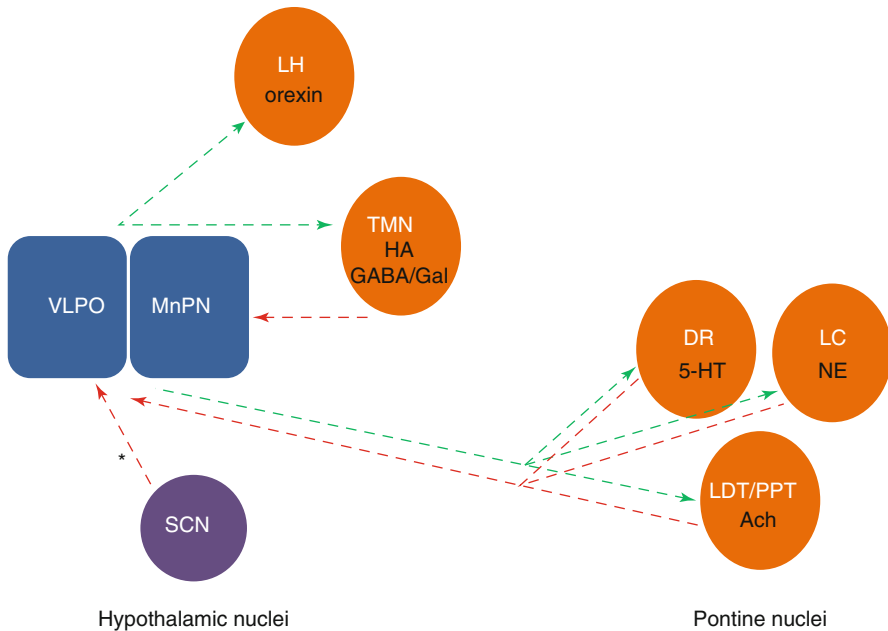 LH
orexin
TMN
HA
GABA/Gal
VLPO
MnPN
DR
5-HT
LC
NE
*
SCN
LDT/PPT
Ach
Hypothalamic nuclei
Pontine nuclei